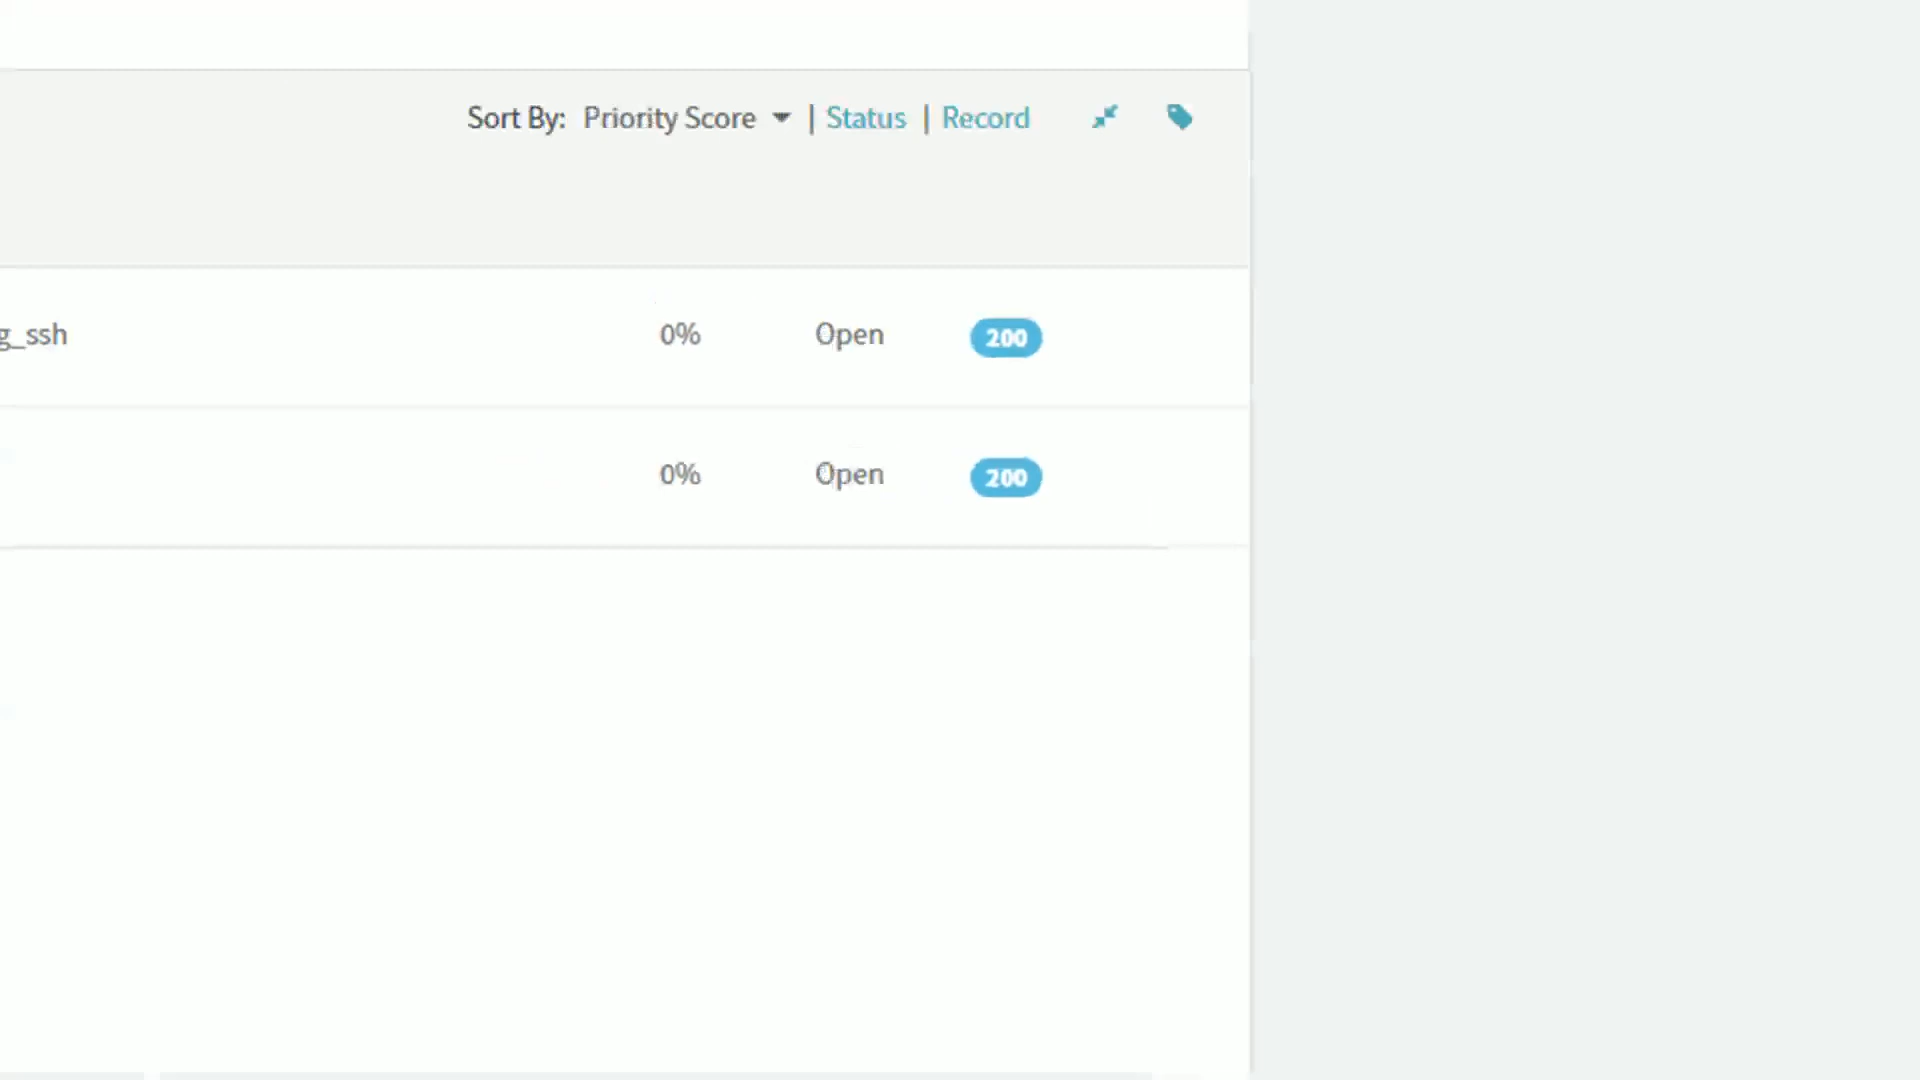 Sort By: Priority Score | Status | Record
g_ssh 0% Open 200
0% Open 200